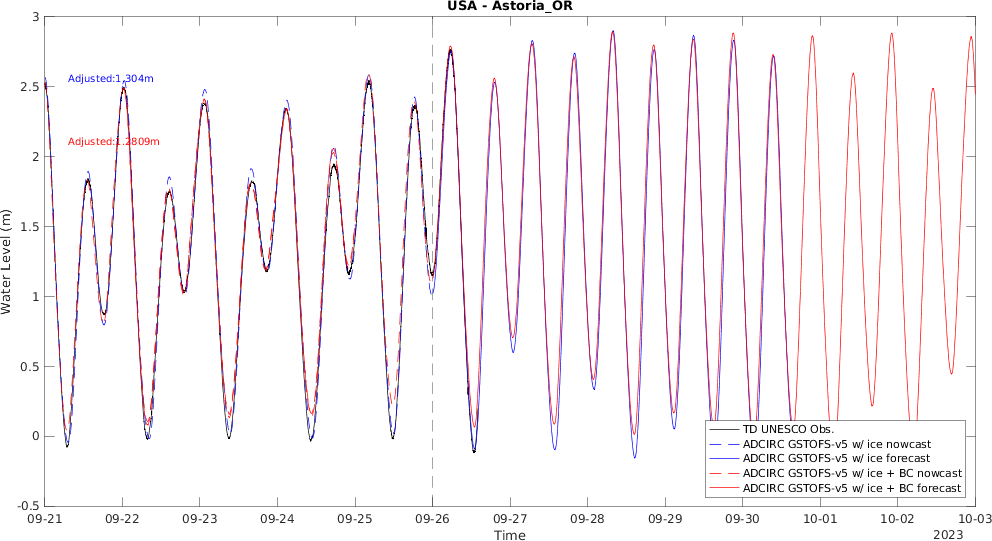 USA - Astoria_OR
3
2.5
2
1.5
1
0.5
0
-0.5
Water Level (m)
Adjusted:1.304m
Adjusted:1.2809m
TD UNESCO Obs.
ADCIRC GSTOFS-v5 w/ ice nowcast
ADCIRC GSTOFS-v5 w/ ice forecast
ADCIRC GSTOFS-v5 w/ ice + BC nowcast
ADCIRC GSTOFS-v5 w/ ice + BC forecast
09-21 09-22 09-23 09-24 09-25 09-26 09-27 09-28 09-29 09-30 10-01 10-02 10-03
Time
2023